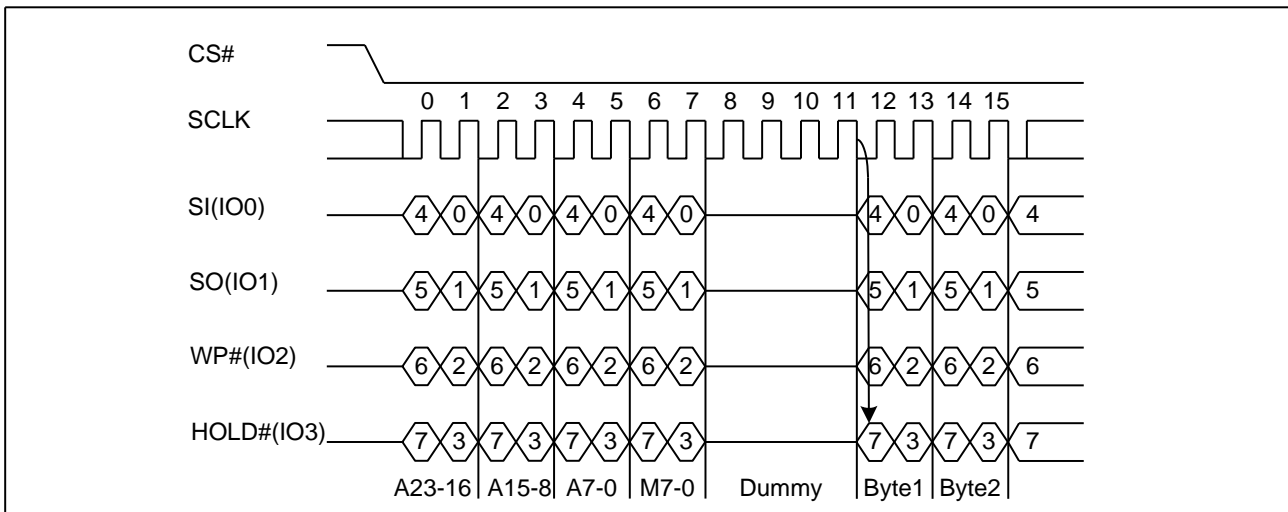 CS#
0 1 2 3 4 5 6 7 8 9 10 11 12 13 14 15
SCLK
SI(IO0) 4 0 4 0 4 0 4 0 4 0 4 0 4
SO(IO1) 5 1 5 1 5 1 5 1 5 1 5 1 5
WP#(IO2) 6 2 6 2 6 2 6 2 6 2 6 2 6
HOLD#(IO3) 7 3 7 3 7 3 7 3 7 3 7 3 7
A23-16 A15-8 A7-0 M7-0 Dummy Byte1 Byte2